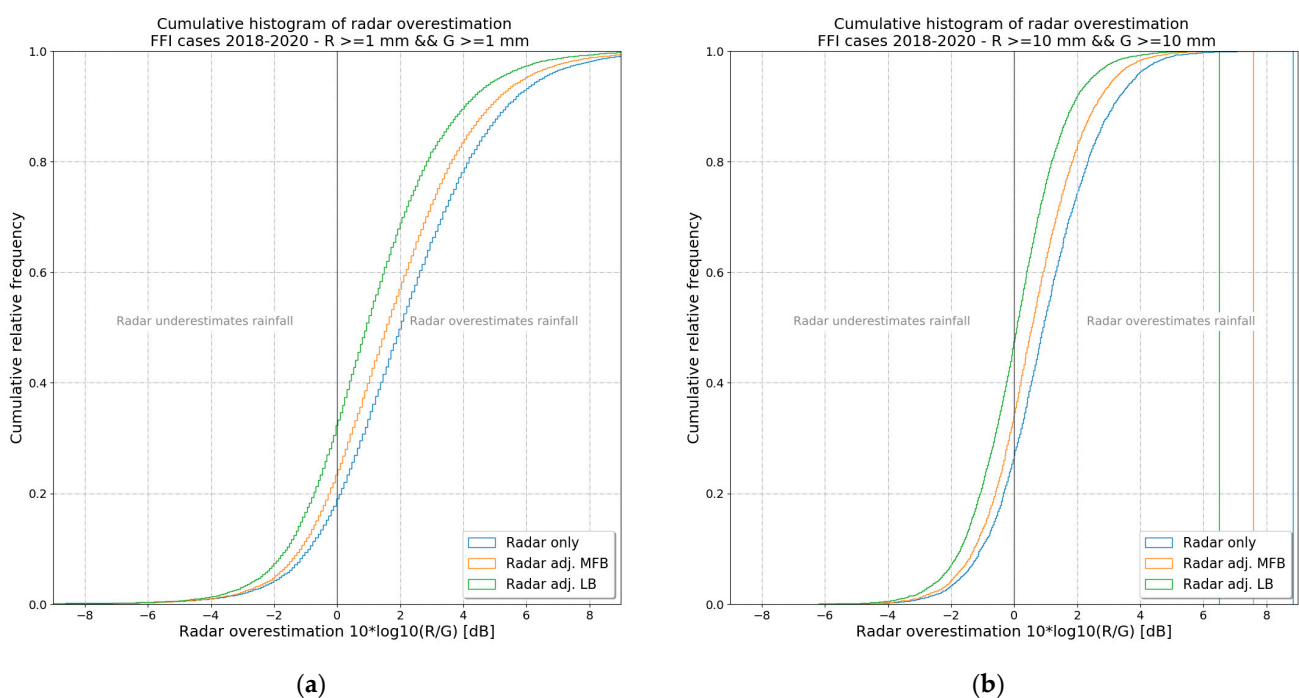 Cumulative histogram of radar overestimation
FFI cases 2018-2020 - R >=1 mm && G >=1 mm
Cumulative relative frequency
1.0
0.8
0.6
0.4
0.2
0.0
Radar underestimates rainfall
Radar overestimates rainfall
Radar only
Radar adj. MFB
Radar adj. LB
−8 −6 −4 −2 0 2 4 6 8
Radar overestimation 10*log10(R/G) [dB]
(a)
Cumulative histogram of radar overestimation
FFI cases 2018-2020 - R >=10 mm && G >=10 mm
Cumulative relative frequency
1.0
0.8
0.6
0.4
0.2
0.0
Radar underestimates rainfall
Radar overestimates rainfall
Radar only
Radar adj. MFB
Radar adj. LB
−8 −6 −4 −2 0 2 4 6 8
Radar overestimation 10*log10(R/G) [dB]
(b)